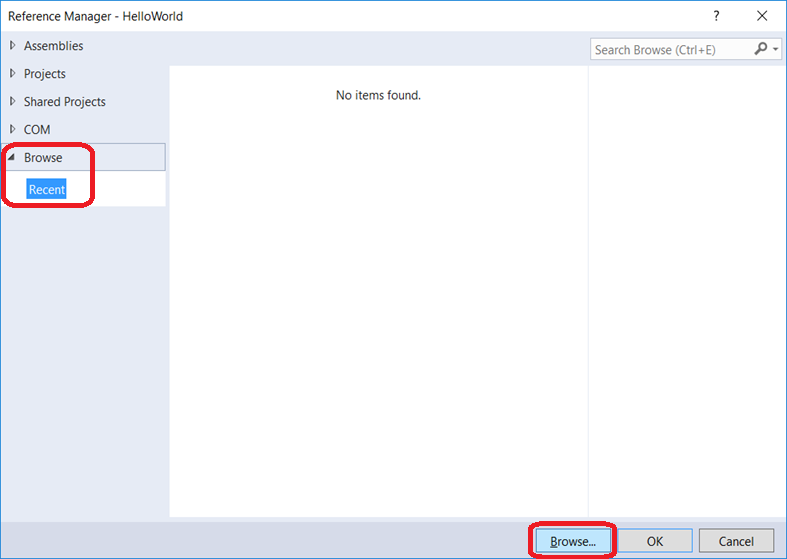 Reference Manager - HelloWorld
?
Assemblies
Search Browse (Ctrl+E)
Projects
No items found.
Shared Projects
COM
Browse
Recent
Browse...
OK
Cancel